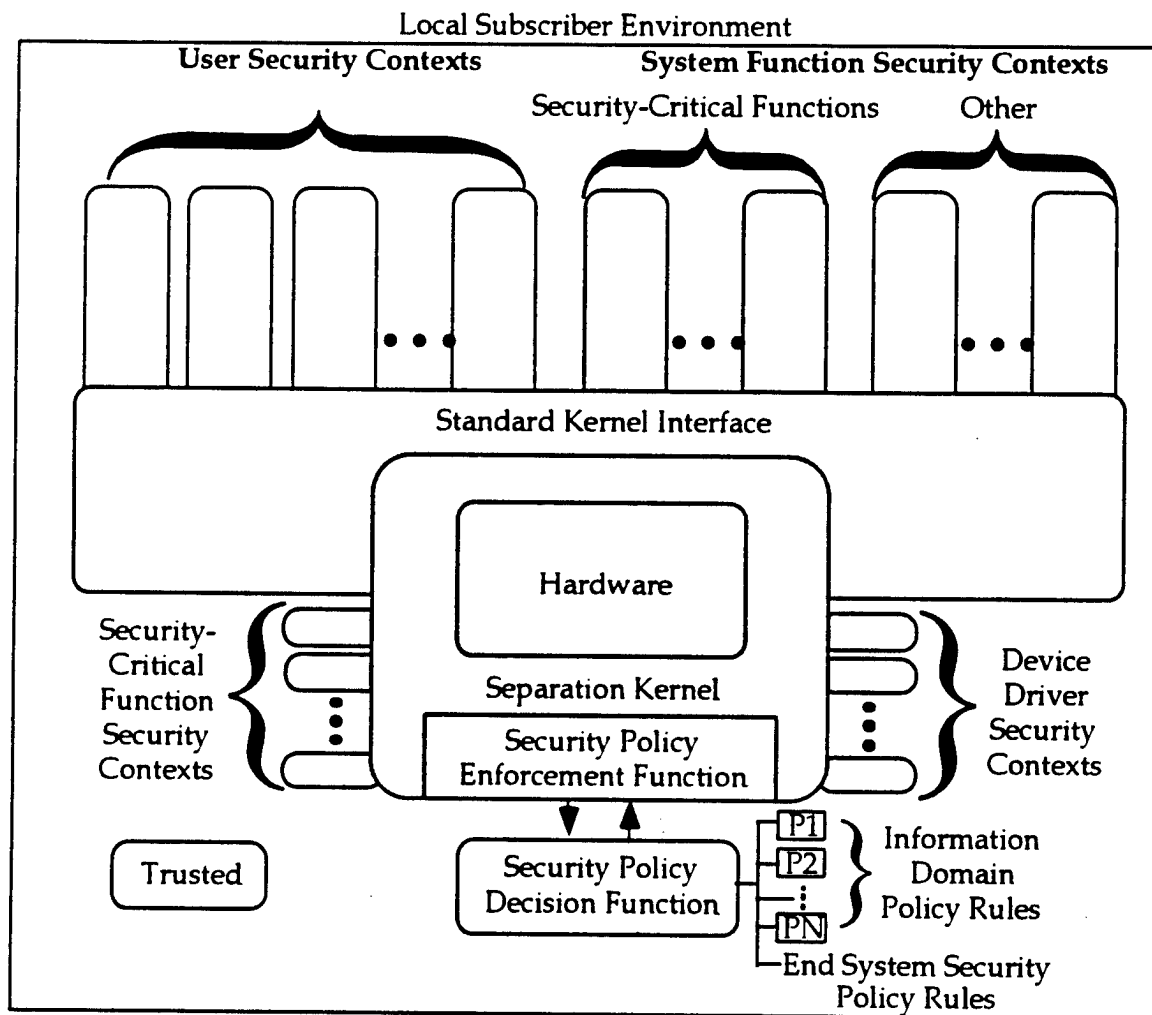 Local Subscriber Environment
User Security Contexts
System Function Security Contexts
Security-Critical Functions
Other
Standard Kernel Interface
Hardware
Separation Kernel
Security Policy
Enforcement Function
Security-
Critical
Function
Security
Contexts
Device
Driver
Security
Contexts
Trusted
Security Policy
Decision Function
P1
P2
PN
Information
Domain
Policy Rules
End System Security
Policy Rules